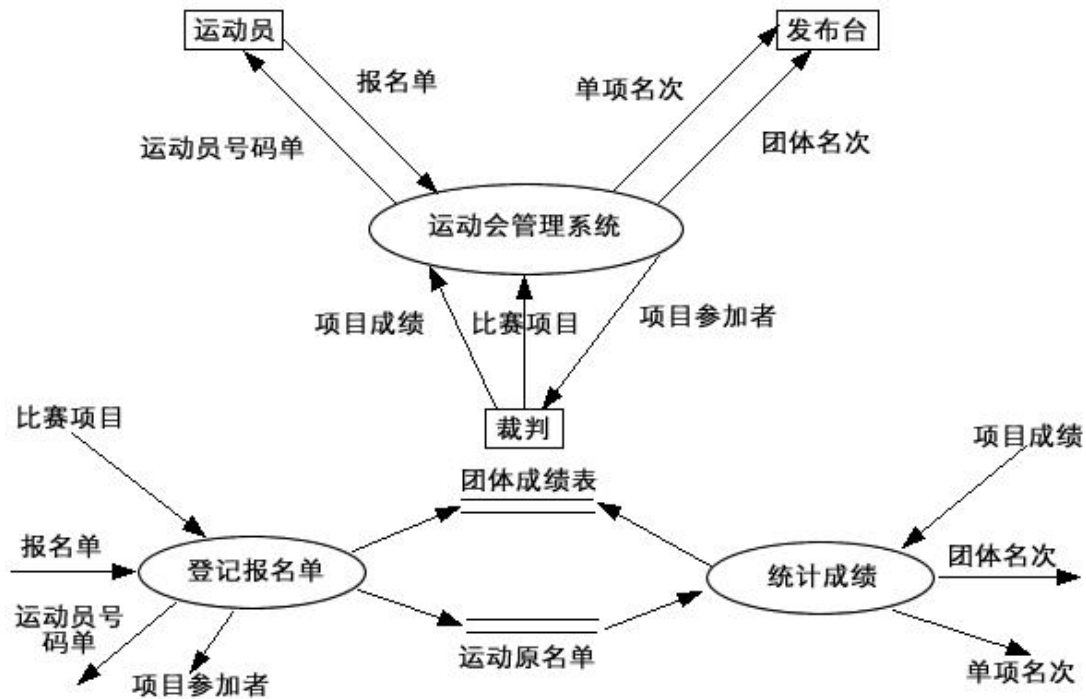 运动员
发布台
报名单
单项名次
运动员号码单
团体名次
运动会管理系统
项目成绩
比赛项目
项目参加者
裁判
比赛项目
项目成绩
团体成绩表
报名单
登记报名单
统计成绩
团体名次
运动员号
码单
运动原名单
项目参加者
单项名次